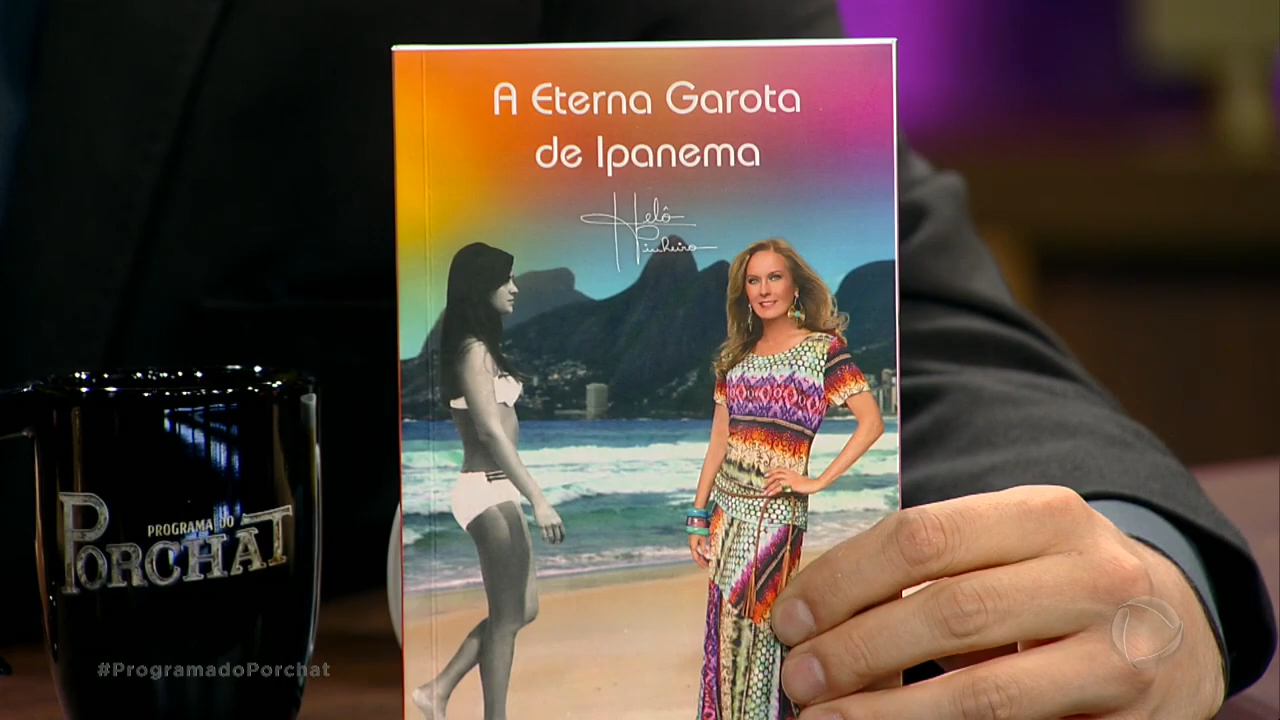 A Eterna Garota
de Ipanema
Helô
Pinheiro
PROGRAMA DO
PORCHAT
#ProgramadoPorchat